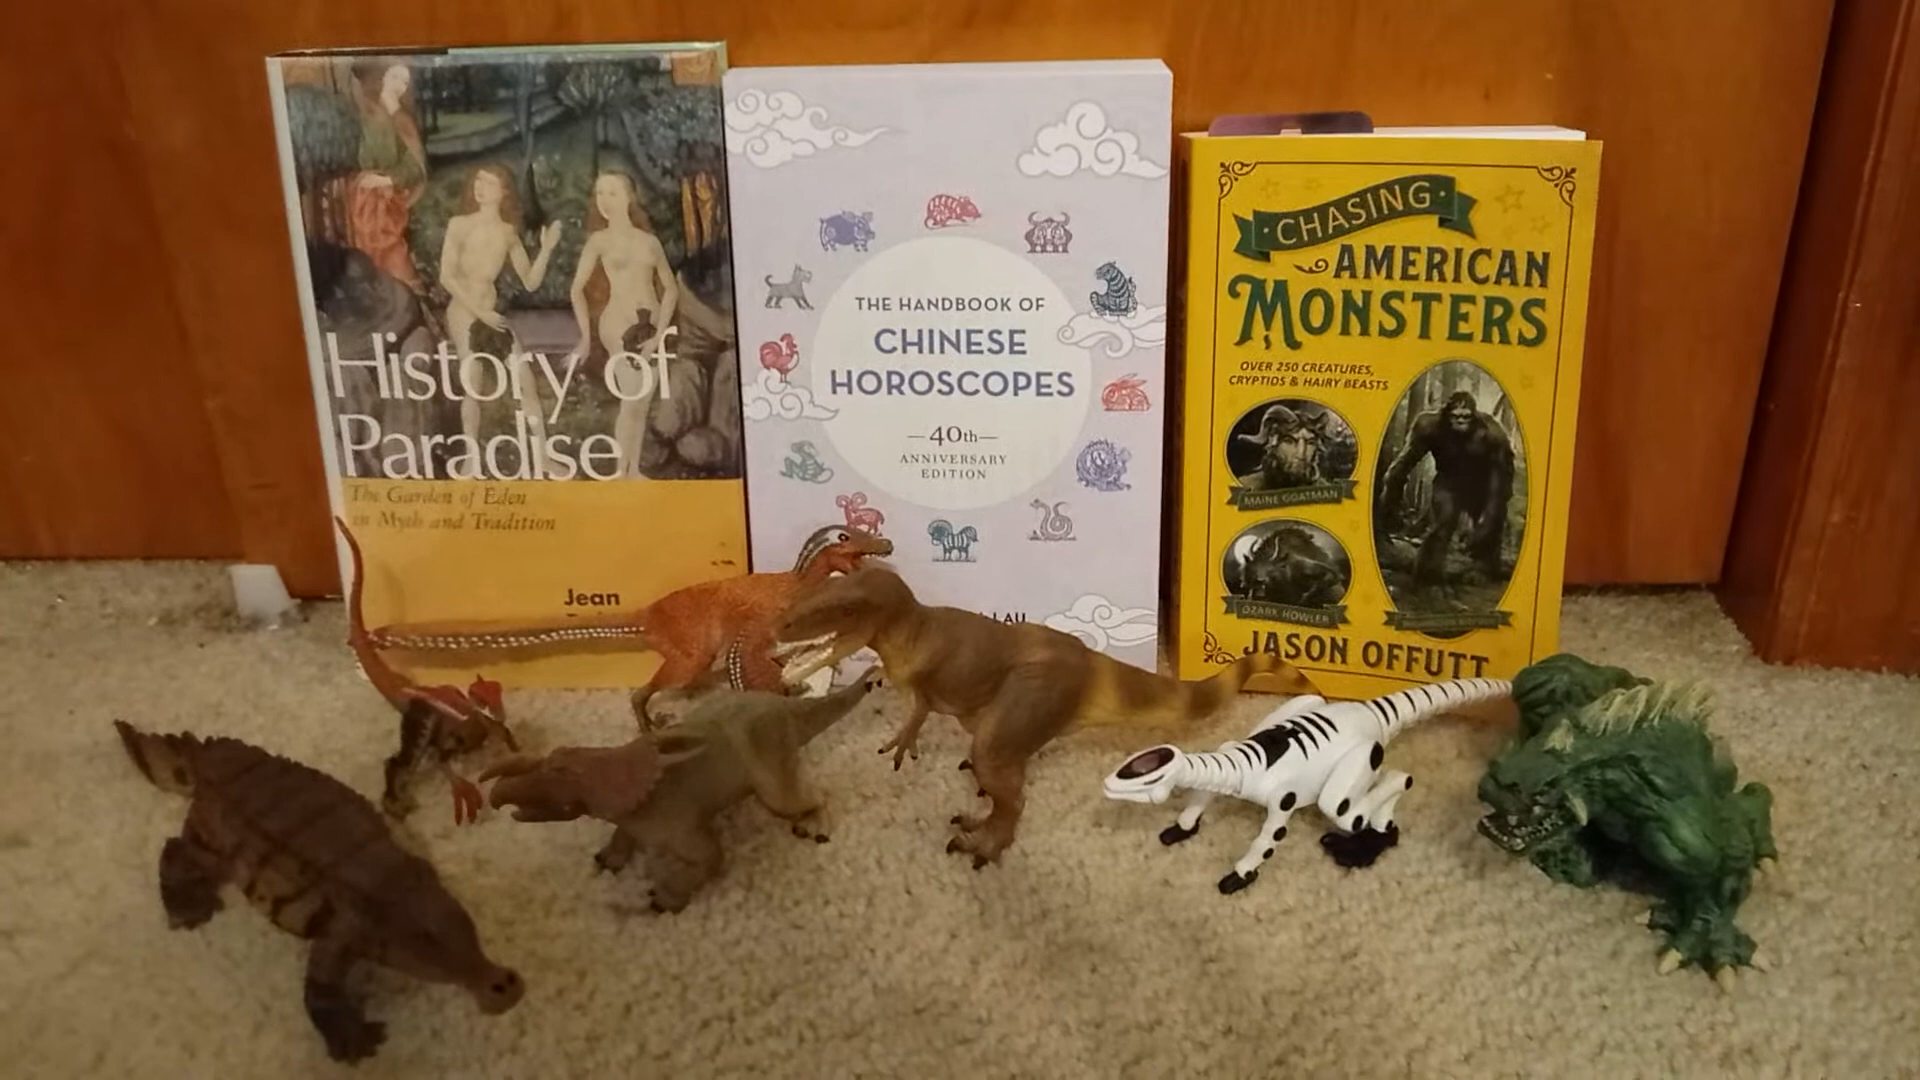 History of
Paradise
The Garden of Eden
in Myth and Tradition
Jean
THE HANDBOOK OF
CHINESE
HOROSCOPES
—40th—
ANNIVERSARY
EDITION
LAU
·CHASING·
AMERICAN
MONSTERS
OVER 250 CREATURES,
CRYPTIDS & HAIRY BEASTS
MAINE GOATMAN
OZARK HOWLER
JASON OFFUTT